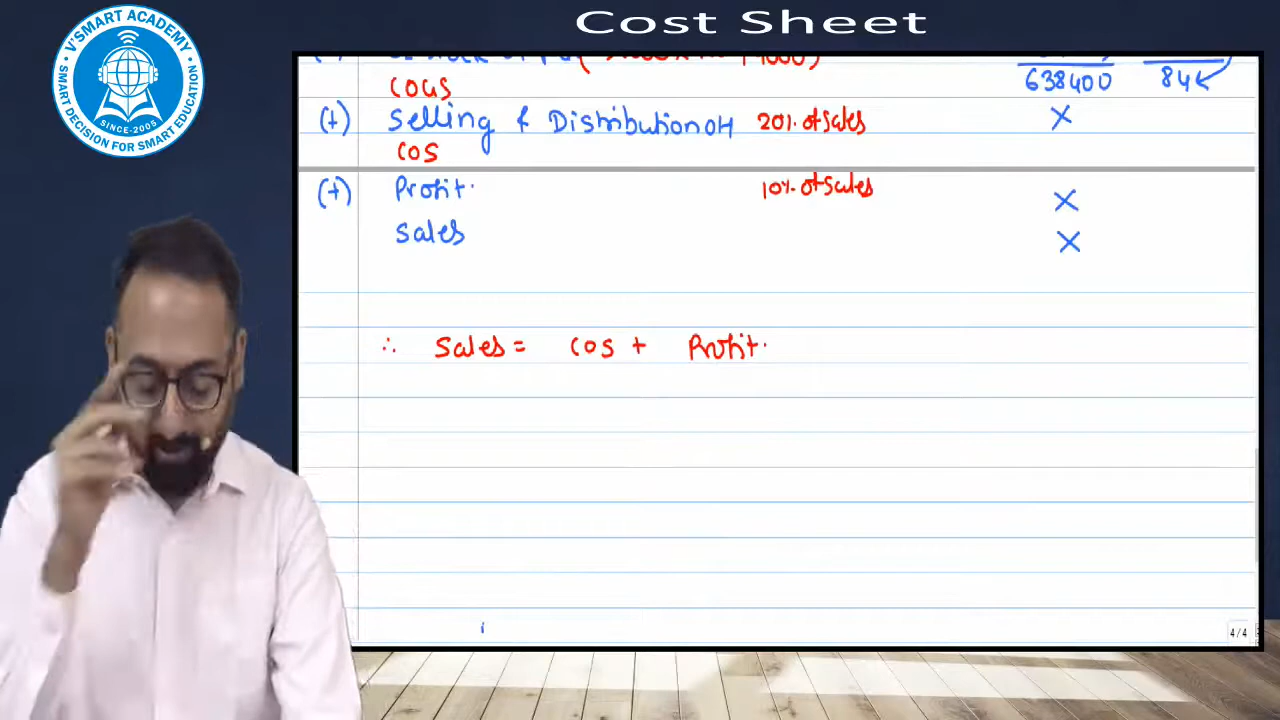 Cost Sheet
V'SMART ACADEMY
SINCE-2005
SMART DECISION FOR SMART EDUCATION
COGS 638400 84
(+) Selling & Distribution OH 20% of Sales X
COS
(+) Profit. 10% of Sales X
Sales X
∴ Sales = COS + Profit.
4/4